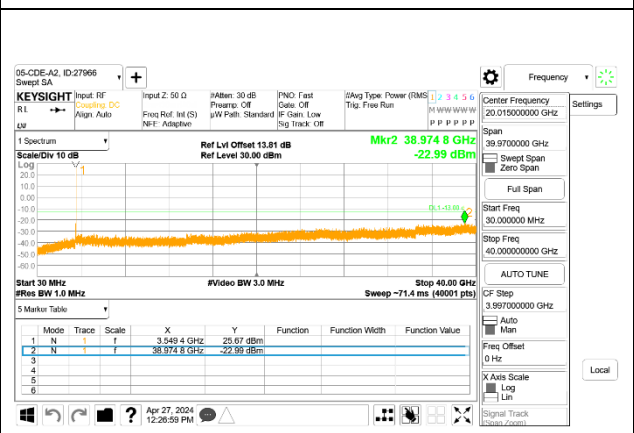 05-CDE-A2, ID:27966
Swept SA
+
Frequency
KEYSIGHT
RL
Input: RF
Coupling: DC
Align: Auto
Input Z: 50 Ω
Freq Ref: Int (S)
NFE: Adaptive
#Atten: 30 dB
Preamp: Off
µW Path: Standard
PNO: Fast
Gate: Off
IF Gain: Low
Sig Track: Off
#Avg Type: Power (RMS
Trig: Free Run
1 2 3 4 5 6
M W W W W W
P P P P P P
Center Frequency
20.015000000 GHz
Settings
Span
39.9700000 GHz
Swept Span
Zero Span
Full Span
Start Freq
30.000000 MHz
Stop Freq
40.000000000 GHz
AUTO TUNE
CF Step
3.997000000 GHz
Auto
Man
Freq Offset
0 Hz
X Axis Scale
Log
Lin
Signal Track
(Span Zoom)
Local
1 Spectrum
Scale/Div 10 dB
Log
Ref Lvl Offset 13.81 dB
Ref Level 30.00 dBm
Mkr2 38.974 8 GHz
-22.99 dBm
1
20.0
10.0
0.00
-10.0
-20.0
-30.0
-40.0
-50.0
-60.0
2
Start 30 MHz
#Res BW 1.0 MHz
#Video BW 3.0 MHz
Stop 40.00 GHz
Sweep ~71.4 ms (40001 pts)
5 Marker Table
Mode Trace Scale X Y Function Function Width Function Value
1 N 1 f 3.549 4 GHz 25.67 dBm
2 N 1 f 38.974 8 GHz -22.99 dBm
3
4
5
6
?
Apr 27, 2024
12:26:59 PM